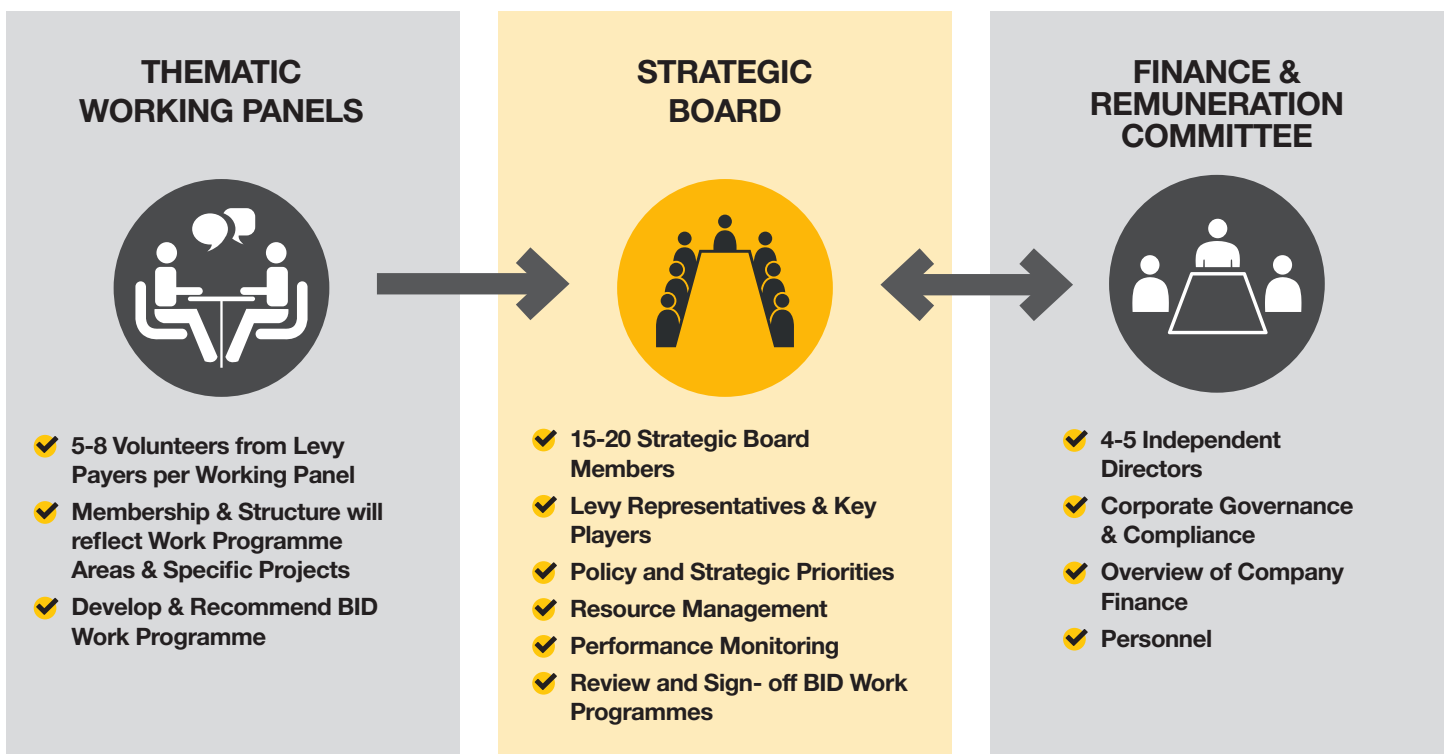 THEMATIC
WORKING PANELS
5-8 Volunteers from Levy
Payers per Working Panel
Membership & Structure will
reflect Work Programme
Areas & Specific Projects
Develop & Recommend BID
Work Programme
STRATEGIC
BOARD
15-20 Strategic Board
Members
Levy Representatives & Key
Players
Policy and Strategic Priorities
Resource Management
Performance Monitoring
Review and Sign- off BID Work
Programmes
FINANCE &
REMUNERATION
COMMITTEE
4-5 Independent
Directors
Corporate Governance
& Compliance
Overview of Company
Finance
Personnel